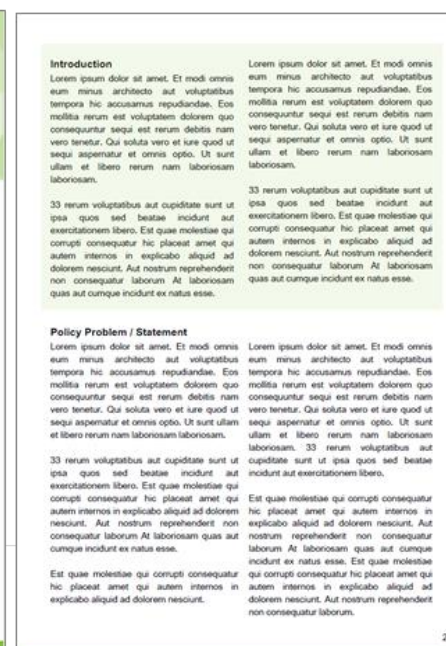 Introduction
Lorem ipsum dolor sit amet. Et modi omnis
eum minus architecto aut voluptatibus
tempora hic accusamus repudiandae. Eos
mollitia rerum est voluptatem dolorem quo
consequuntur sequi est rerum debitis nam
vero tenetur. Qui soluta vero et iure quod ut
sequi aspernatur et omnis optio. Ut sunt
ullam et libero rerum nam laboriosam
laboriosam.
33 rerum voluptatibus aut cupiditate sunt ut
ipsa quos sed beatae incidunt aut
exercitationem libero. Est quae molestiae qui
corrupti consequatur hic placeat amet qui
autem internos in explicabo aliquid ad
dolorem nesciunt. Aut nostrum reprehenderit
non consequatur laborum At laboriosam
quas aut cumque incidunt ex natus esse.
Lorem ipsum dolor sit amet. Et modi omnis
eum minus architecto aut voluptatibus
tempora hic accusamus repudiandae. Eos
mollitia rerum est voluptatem dolorem quo
consequuntur sequi est rerum debitis nam
vero tenetur. Qui soluta vero et iure quod ut
sequi aspernatur et omnis optio. Ut sunt
ullam et libero rerum nam laboriosam
laboriosam.
33 rerum voluptatibus aut cupiditate sunt ut
ipsa quos sed beatae incidunt aut
exercitationem libero. Est quae molestiae qui
corrupti consequatur hic placeat amet qui
autem internos in explicabo aliquid ad
dolorem nesciunt. Aut nostrum reprehenderit
non consequatur laborum At laboriosam
quas aut cumque incidunt ex natus esse.
Policy Problem / Statement
Lorem ipsum dolor sit amet. Et modi omnis
eum minus architecto aut voluptatibus
tempora hic accusamus repudiandae. Eos
mollitia rerum est voluptatem dolorem quo
consequuntur sequi est rerum debitis nam
vero tenetur. Qui soluta vero et iure quod ut
sequi aspernatur et omnis optio. Ut sunt ullam
et libero rerum nam laboriosam laboriosam.
33 rerum voluptatibus aut cupiditate sunt ut
ipsa quos sed beatae incidunt aut
exercitationem libero. Est quae molestiae qui
corrupti consequatur hic placeat amet qui
autem internos in explicabo aliquid ad dolorem
nesciunt. Aut nostrum reprehenderit non
consequatur laborum At laboriosam quas aut
cumque incidunt ex natus esse.
Est quae molestiae qui corrupti consequatur
hic placeat amet qui autem internos in
explicabo aliquid ad dolorem nesciunt.
Lorem ipsum dolor sit amet. Et modi omnis
eum minus architecto aut voluptatibus
tempora hic accusamus repudiandae. Eos
mollitia rerum est voluptatem dolorem quo
consequuntur sequi est rerum debitis nam
vero tenetur. Qui soluta vero et iure quod ut
sequi aspernatur et omnis optio. Ut sunt
ullam et libero rerum nam laboriosam
laboriosam. 33 rerum voluptatibus aut
cupiditate sunt ut ipsa quos sed beatae
incidunt aut exercitationem libero.
Est quae molestiae qui corrupti consequatur
hic placeat amet qui autem internos in
explicabo aliquid ad dolorem nesciunt. Aut
nostrum reprehenderit non consequatur
laborum At laboriosam quas aut cumque
incidunt ex natus esse. Est quae molestiae
qui corrupti consequatur hic placeat amet qui
autem internos in explicabo aliquid ad
dolorem nesciunt. Aut nostrum reprehenderit
non consequatur laborum.
2